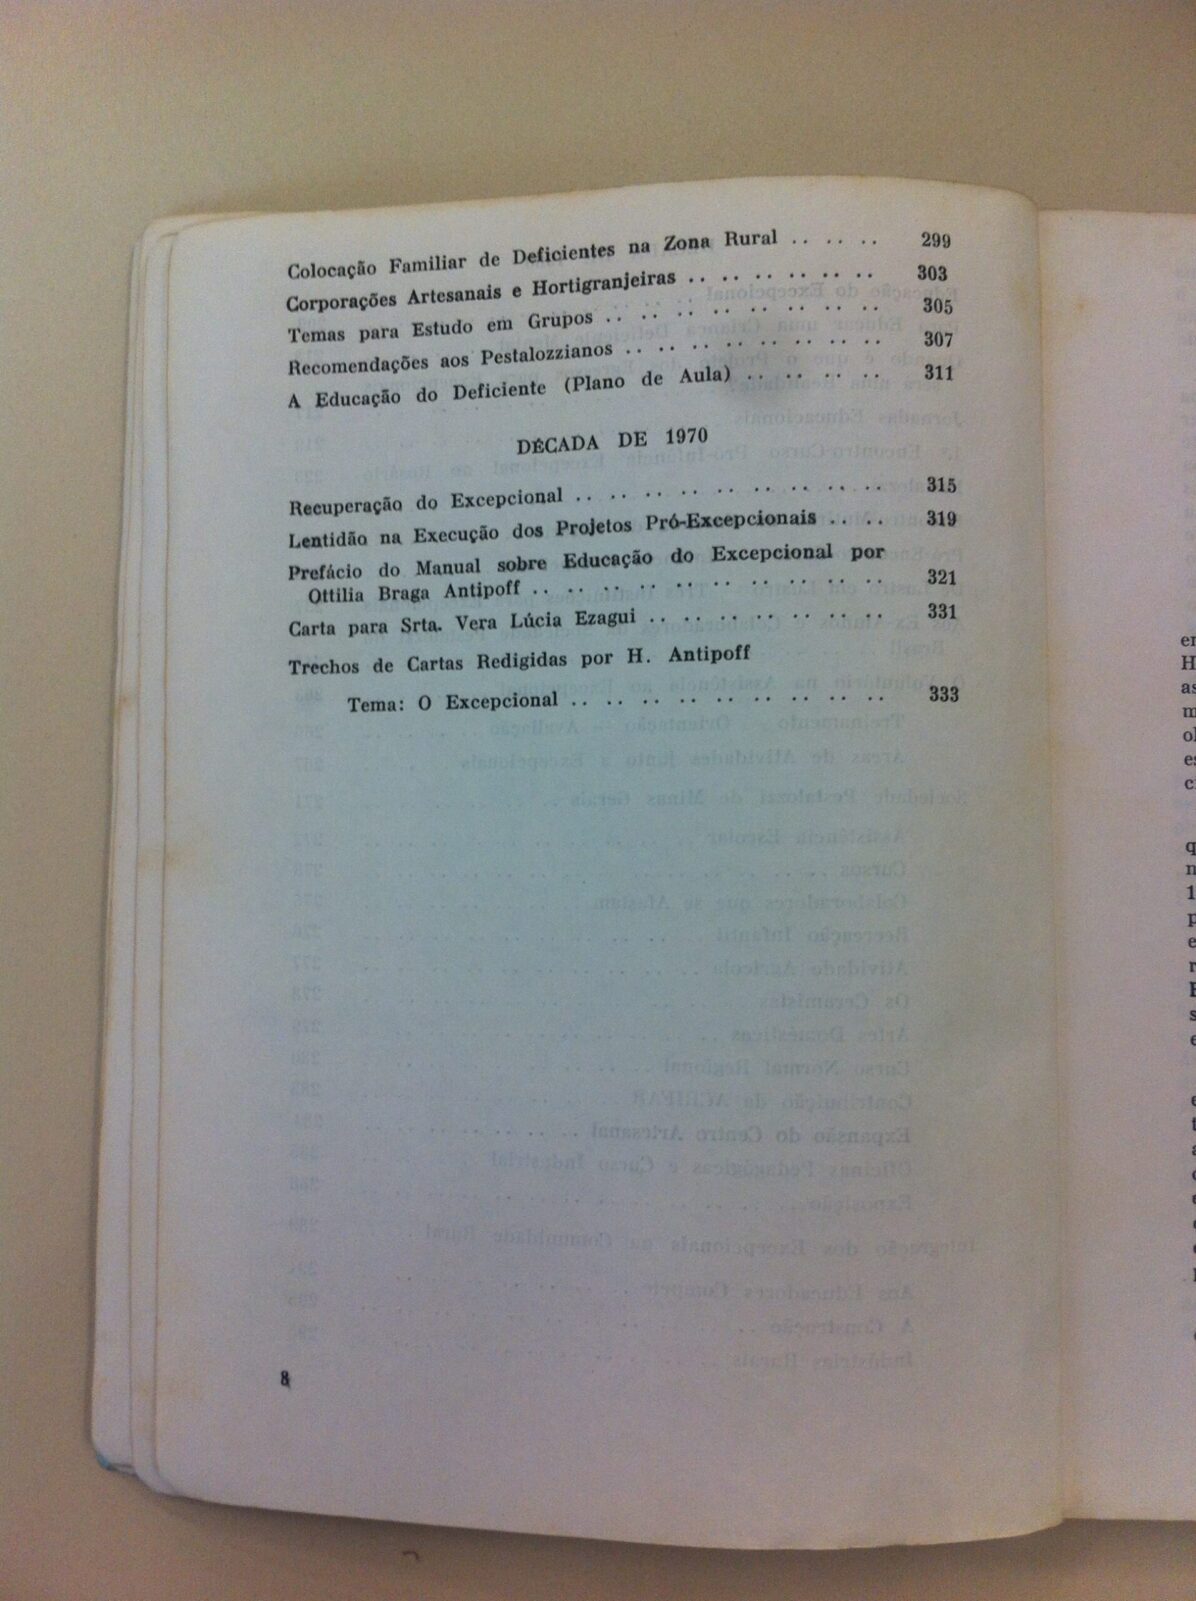 Colocação Familiar de Deficientes na Zona Rural .. .. .. 299
Corporações Artesanais e Hortigranjeiras .. .. .. .. .. .. 303
Temas para Estudo em Grupos .. .. .. .. .. .. .. .. 305
Recomendações aos Pestalozzianos .. .. .. .. .. .. .. .. 307
A Educação do Deficiente (Plano de Aula) .. .. .. .. 311
DÉCADA DE 1970
Recuperação do Excepcional .. .. .. .. .. .. .. .. .. 315
Lentidão na Execução dos Projetos Pró-Excepcionais .. .. 319
Prefácio do Manual sobre Educação do Excepcional por
Ottilia Braga Antipoff .. .. .. .. .. .. .. .. .. .. 321
Carta para Srta. Vera Lúcia Ezagui .. .. .. .. .. .. .. 331
Trechos de Cartas Redigidas por H. Antipoff
Tema: O Excepcional .. .. .. .. .. .. .. .. .. 333
8